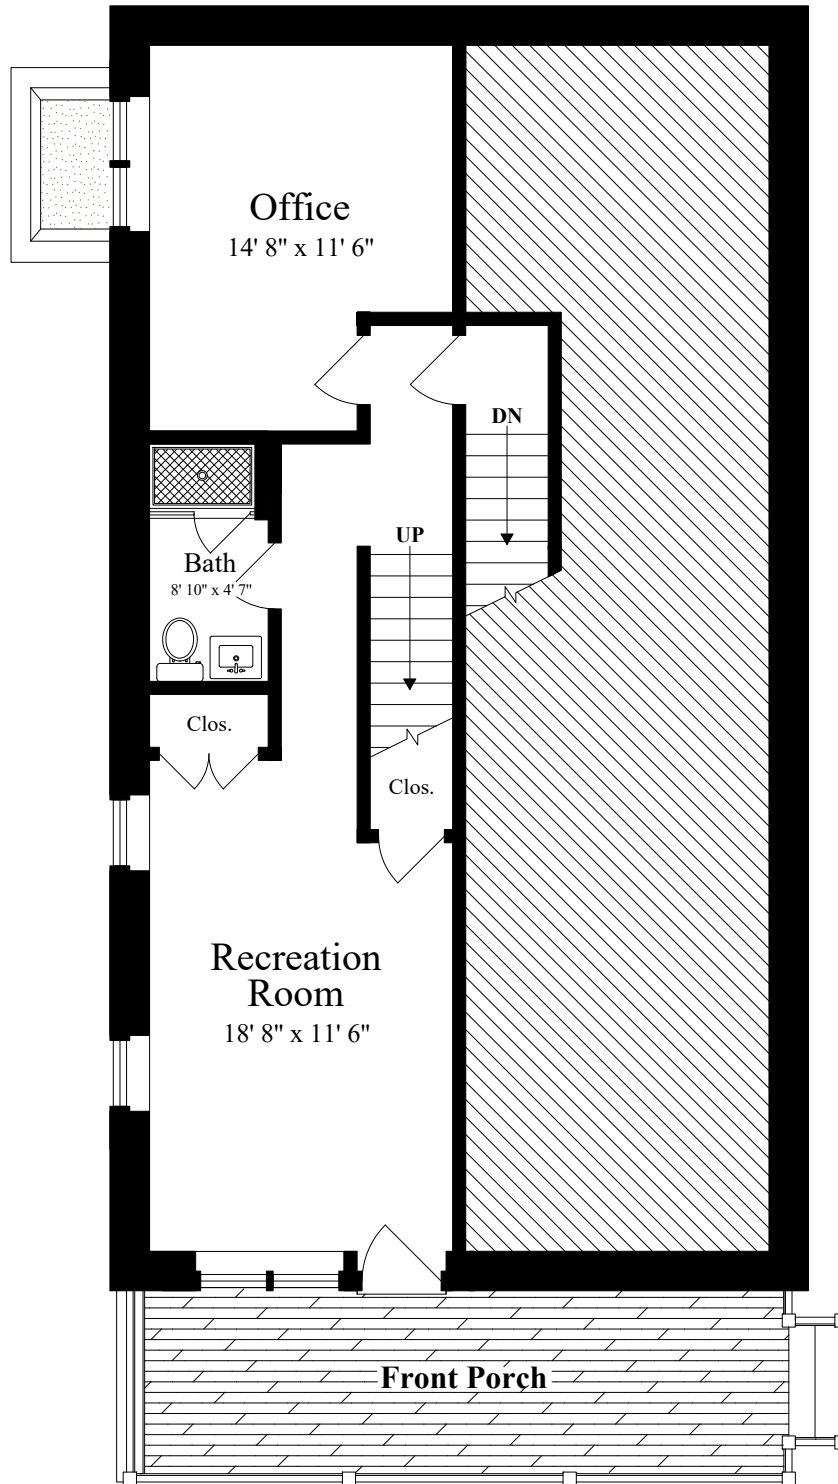 Office
14' 8" x 11' 6"
DN
UP
Bath
8' 10" x 4' 7"
Clos.
Clos.
Recreation
Room
18' 8" x 11' 6"
Front Porch